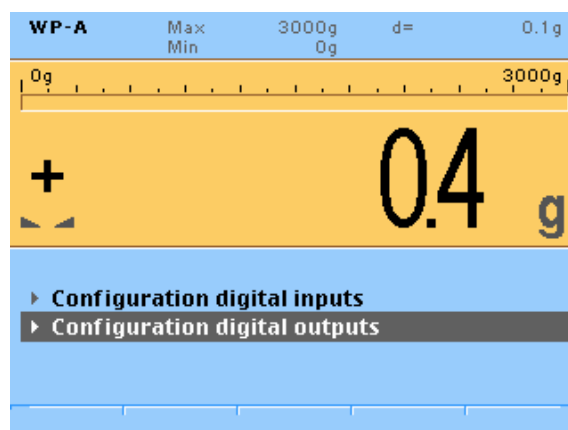 WP-A Max 3000g d= 0.1g
Min 0g
0g 3000g
+ 0.4 g
Configuration digital inputs
Configuration digital outputs